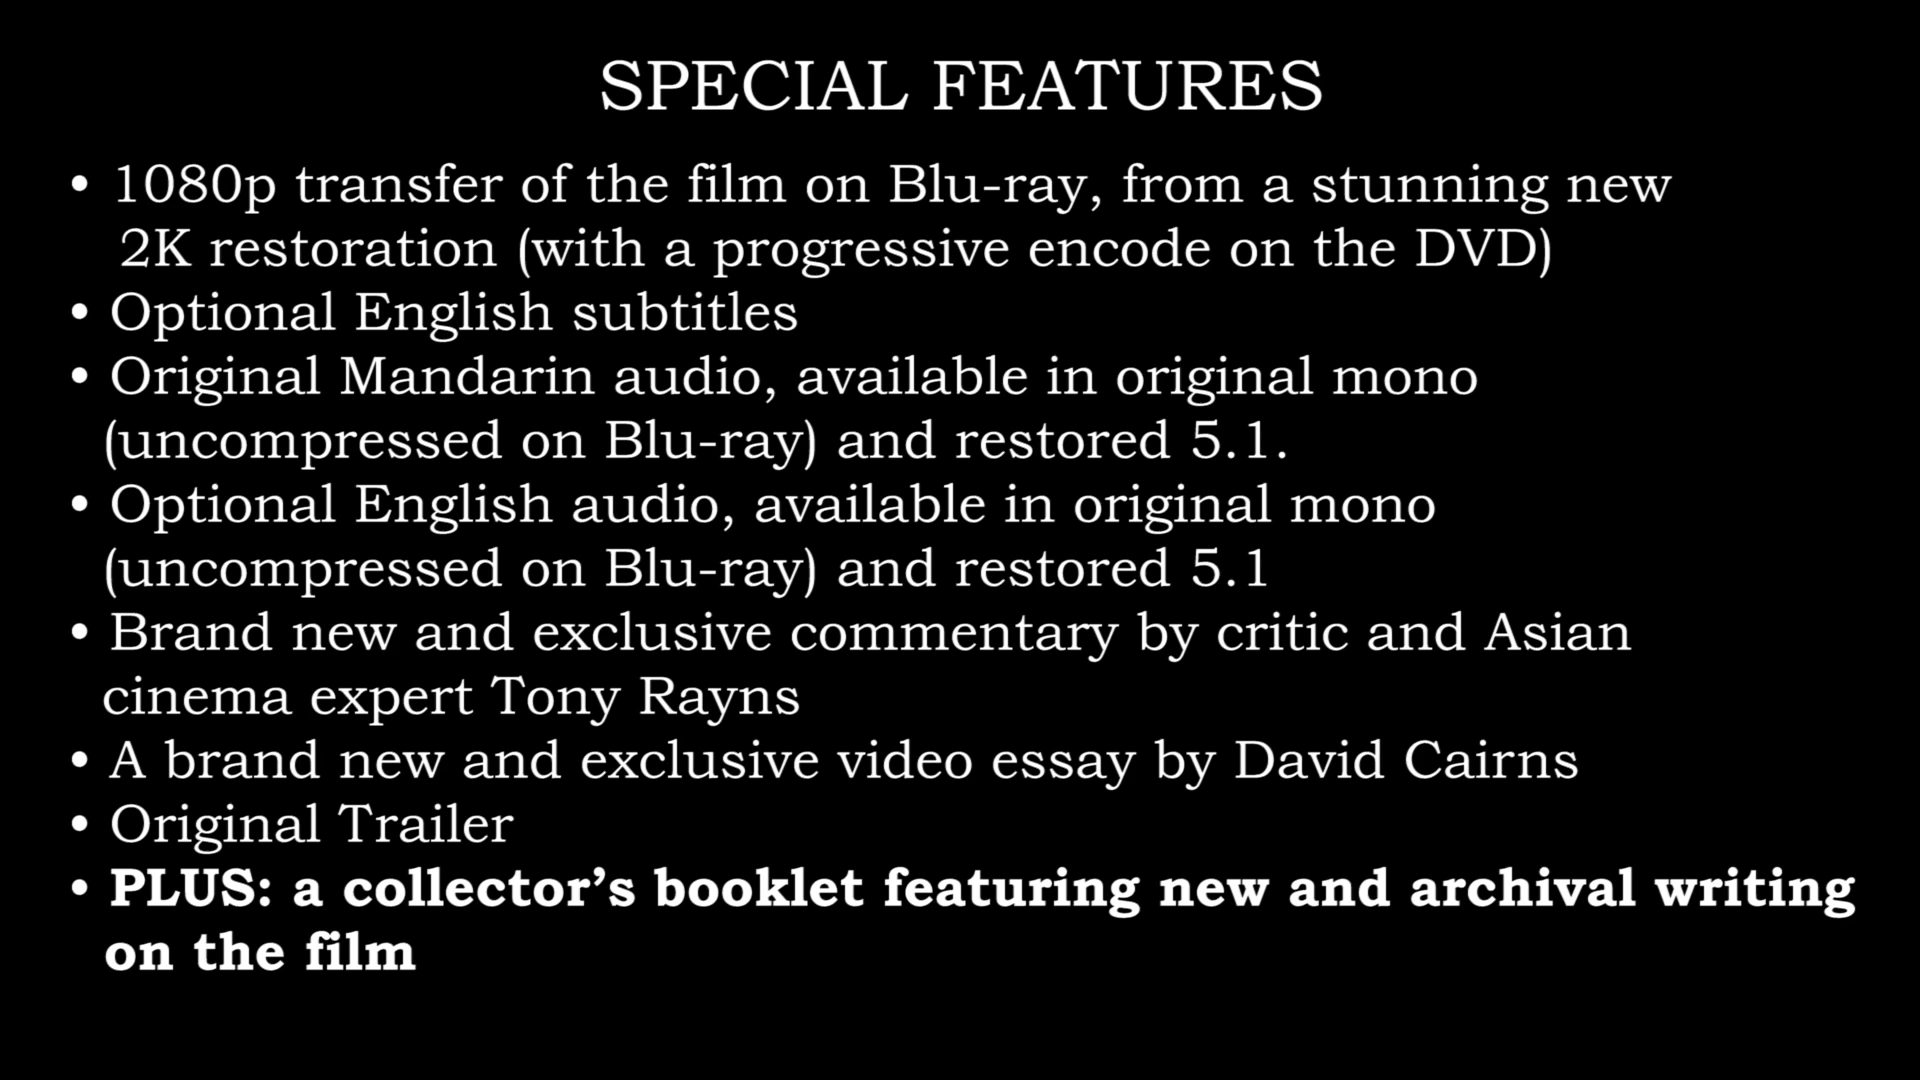 SPECIAL FEATURES
• 1080p transfer of the film on Blu-ray, from a stunning new
2K restoration (with a progressive encode on the DVD)
• Optional English subtitles
• Original Mandarin audio, available in original mono
(uncompressed on Blu-ray) and restored 5.1.
• Optional English audio, available in original mono
(uncompressed on Blu-ray) and restored 5.1
• Brand new and exclusive commentary by critic and Asian
cinema expert Tony Rayns
• A brand new and exclusive video essay by David Cairns
• Original Trailer
• PLUS: a collector’s booklet featuring new and archival writing
on the film